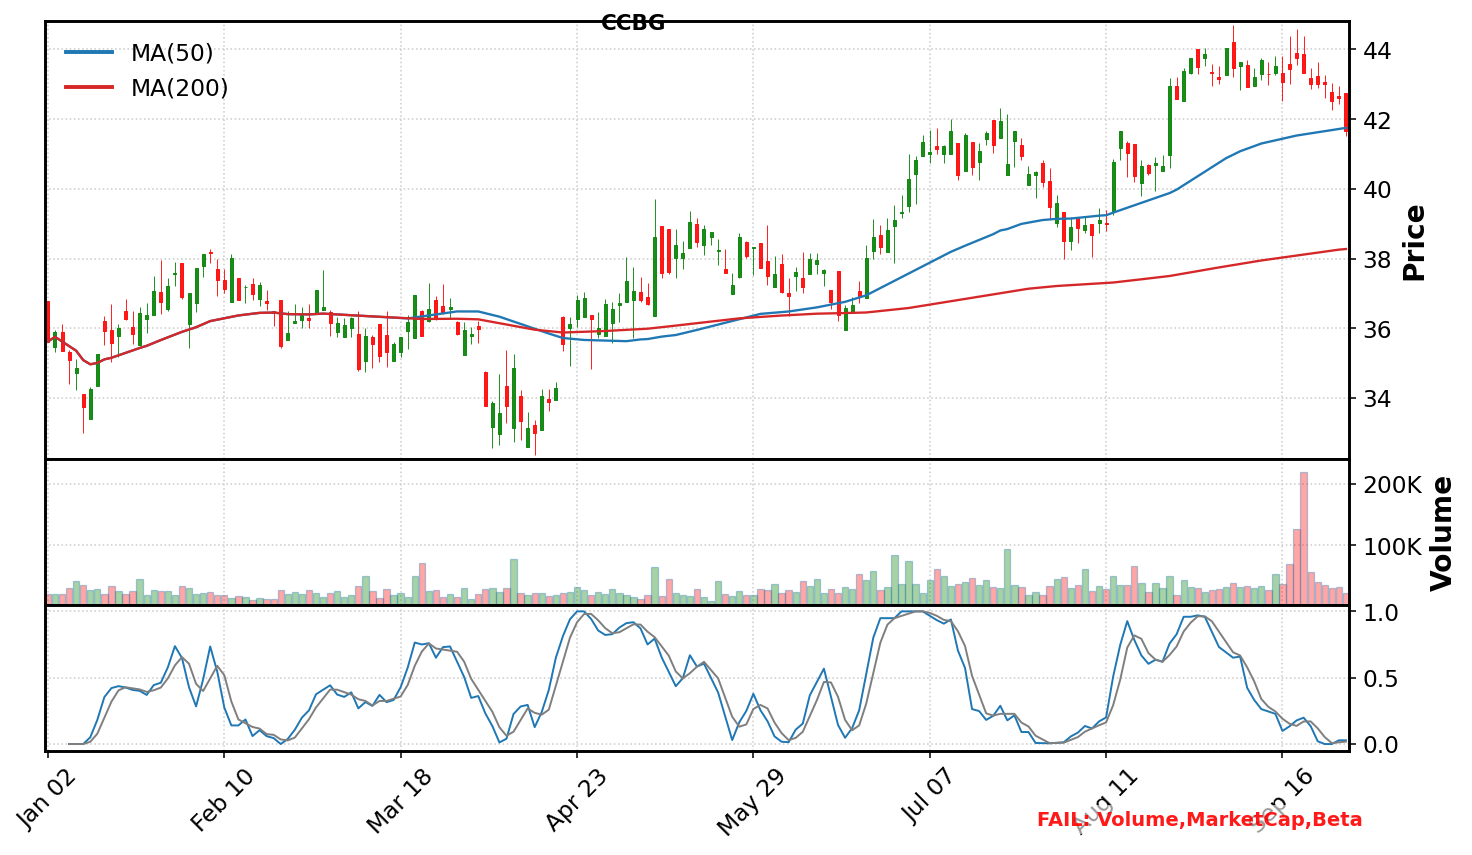 CCBG
MA(50)
MA(200)
44
42
40
38
36
34
Price
200K
100K
Volume
1.0
0.5
0.0
Jan 02
Feb 10
Mar 18
Apr 23
May 29
Jul 07
Aug 11
Sep 16
FAIL: Volume,MarketCap,Beta